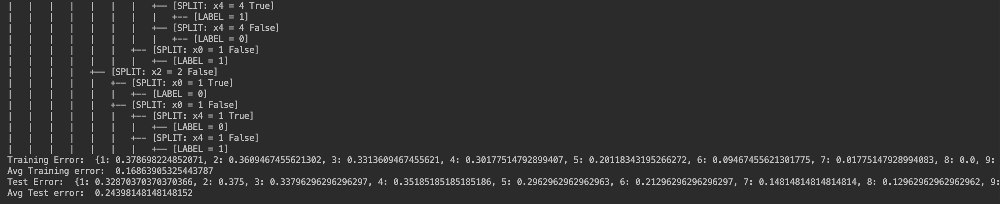 |   |   |   |   |   |   |   +-- [SPLIT: x4 = 4 True]
|   |   |   |   |   |   |   |   +-- [LABEL = 1]
|   |   |   |   |   |   |   +-- [SPLIT: x4 = 4 False]
|   |   |   |   |   |   |   |   +-- [LABEL = 0]
|   |   |   |   |   |   +-- [SPLIT: x0 = 1 False]
|   |   |   |   |   |   |   +-- [LABEL = 1]
|   |   |   |   +-- [SPLIT: x2 = 2 False]
|   |   |   |   |   +-- [SPLIT: x0 = 1 True]
|   |   |   |   |   |   +-- [LABEL = 0]
|   |   |   |   |   +-- [SPLIT: x0 = 1 False]
|   |   |   |   |   |   +-- [SPLIT: x4 = 1 True]
|   |   |   |   |   |   |   +-- [LABEL = 0]
|   |   |   |   |   |   +-- [SPLIT: x4 = 1 False]
|   |   |   |   |   |   |   +-- [LABEL = 1]
Training Error:  {1: 0.378698224852071, 2: 0.3609467455621302, 3: 0.3313609467455621, 4: 0.30177514792899407, 5: 0.20118343195266272, 6: 0.09467455621301775, 7: 0.01775147928994083, 8: 0.0, 9:
Avg Training error:  0.16863905325443787
Test Error:  {1: 0.32870370370370366, 2: 0.375, 3: 0.33796296296296297, 4: 0.35185185185185186, 5: 0.2962962962962963, 6: 0.21296296296296297, 7: 0.14814814814814814, 8: 0.12962962962962962, 9:
Avg Test error:  0.24398148148148152